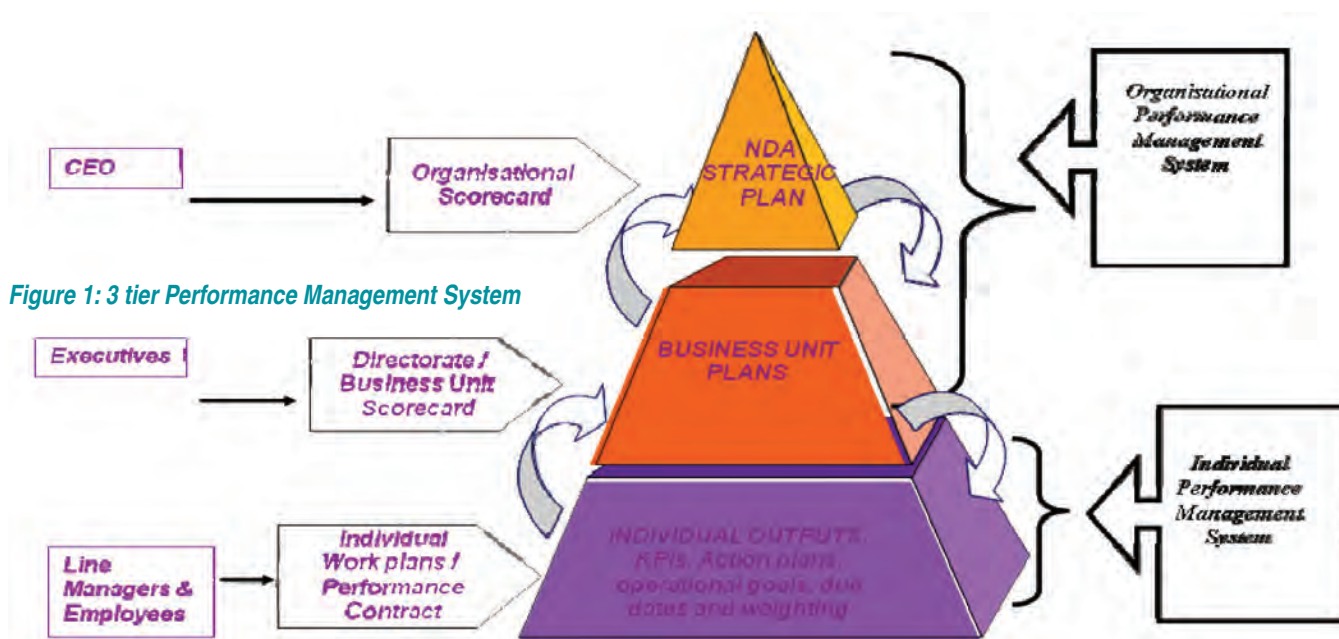 CEO
Organisational
Scorecard
NDA
STRATEGIC
PLAN
Organisational
Performance
Management
System
Figure 1: 3 tier Performance Management System
Executives
Directorate /
Business Unit
Scorecard
BUSINESS UNIT
PLANS
Line
Managers &
Employees
Individual
Work plans /
Performance
Contract
INDIVIDUAL OUTPUTS,
KPIs, Action plans,
operational goals, due
dates and weighting
Individual
Performance
Management
System